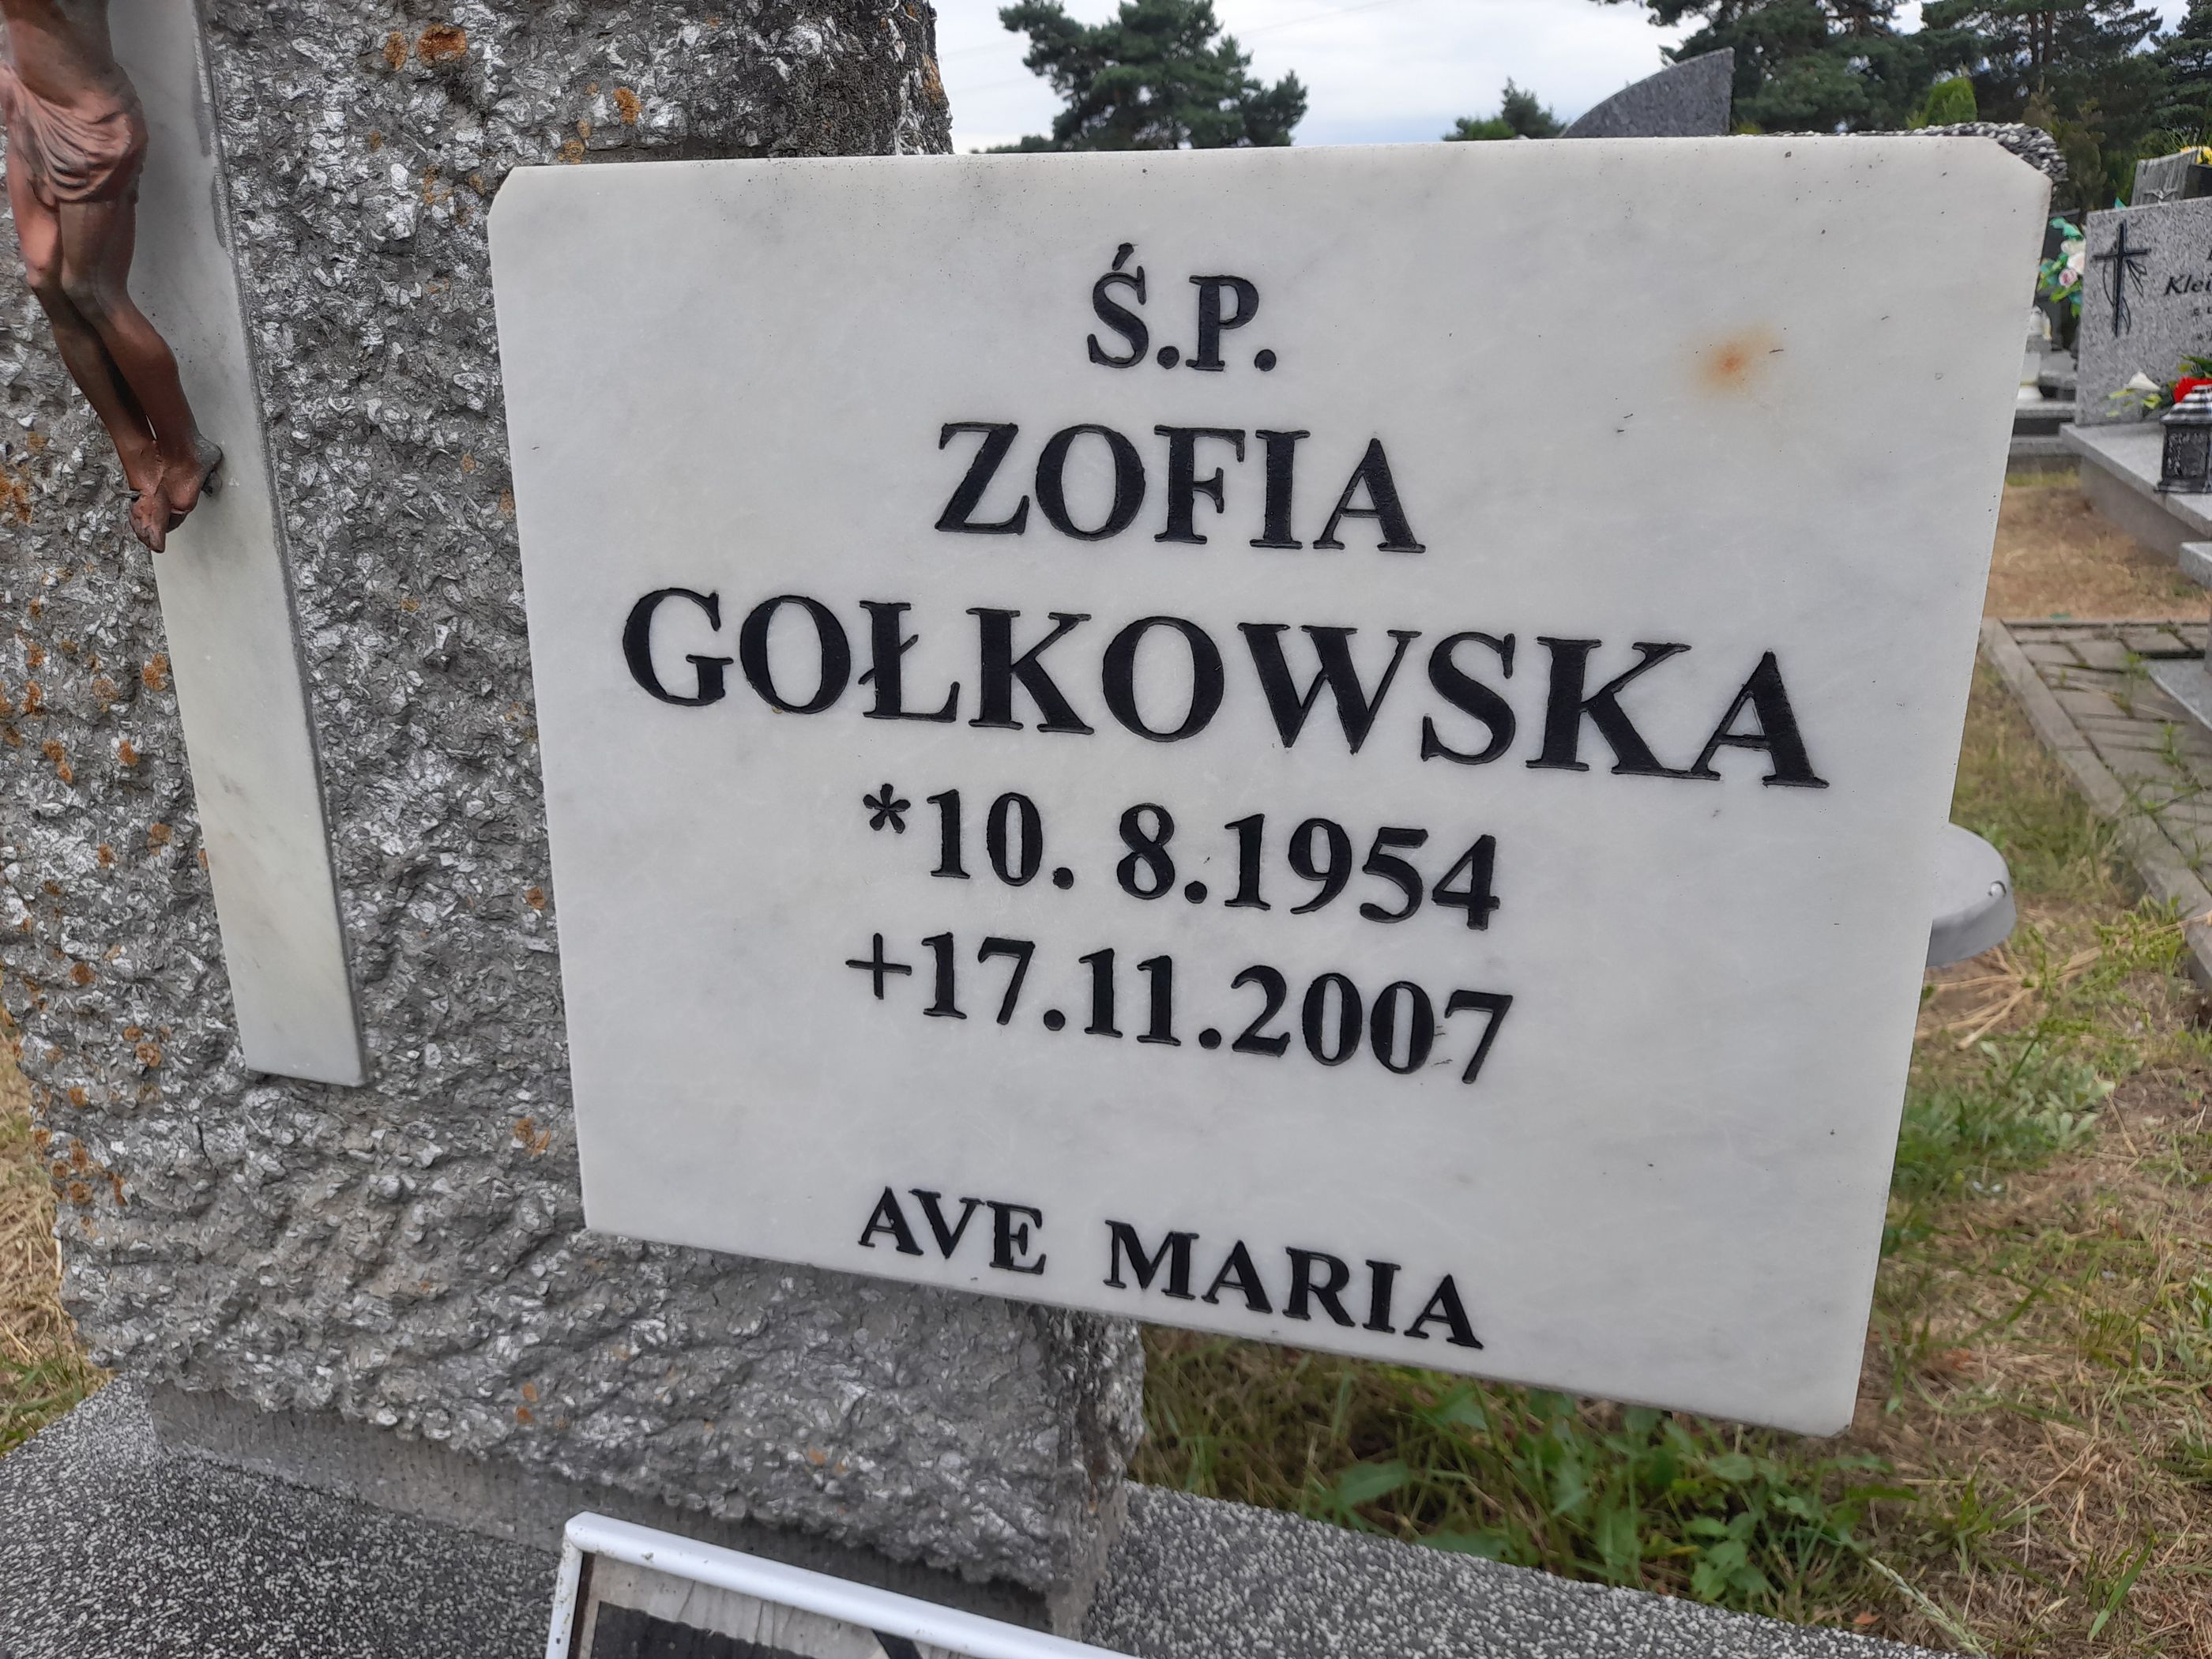 Ś.P.
ZOFIA
GOŁKOWSKA
*10. 8.1954
+17.11.2007
AVE MARIA